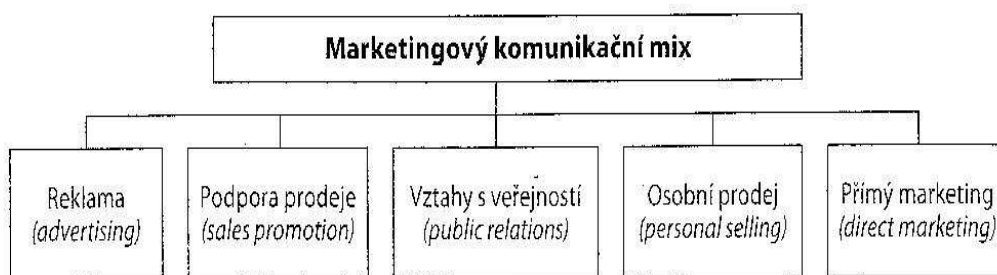 Marketingový komunikační mix
Reklama
(advertising)
Podpora prodeje
(sales promotion)
Vztahy s veřejností
(public relations)
Osobní prodej
(personal selling)
Přímý marketing
(direct marketing)